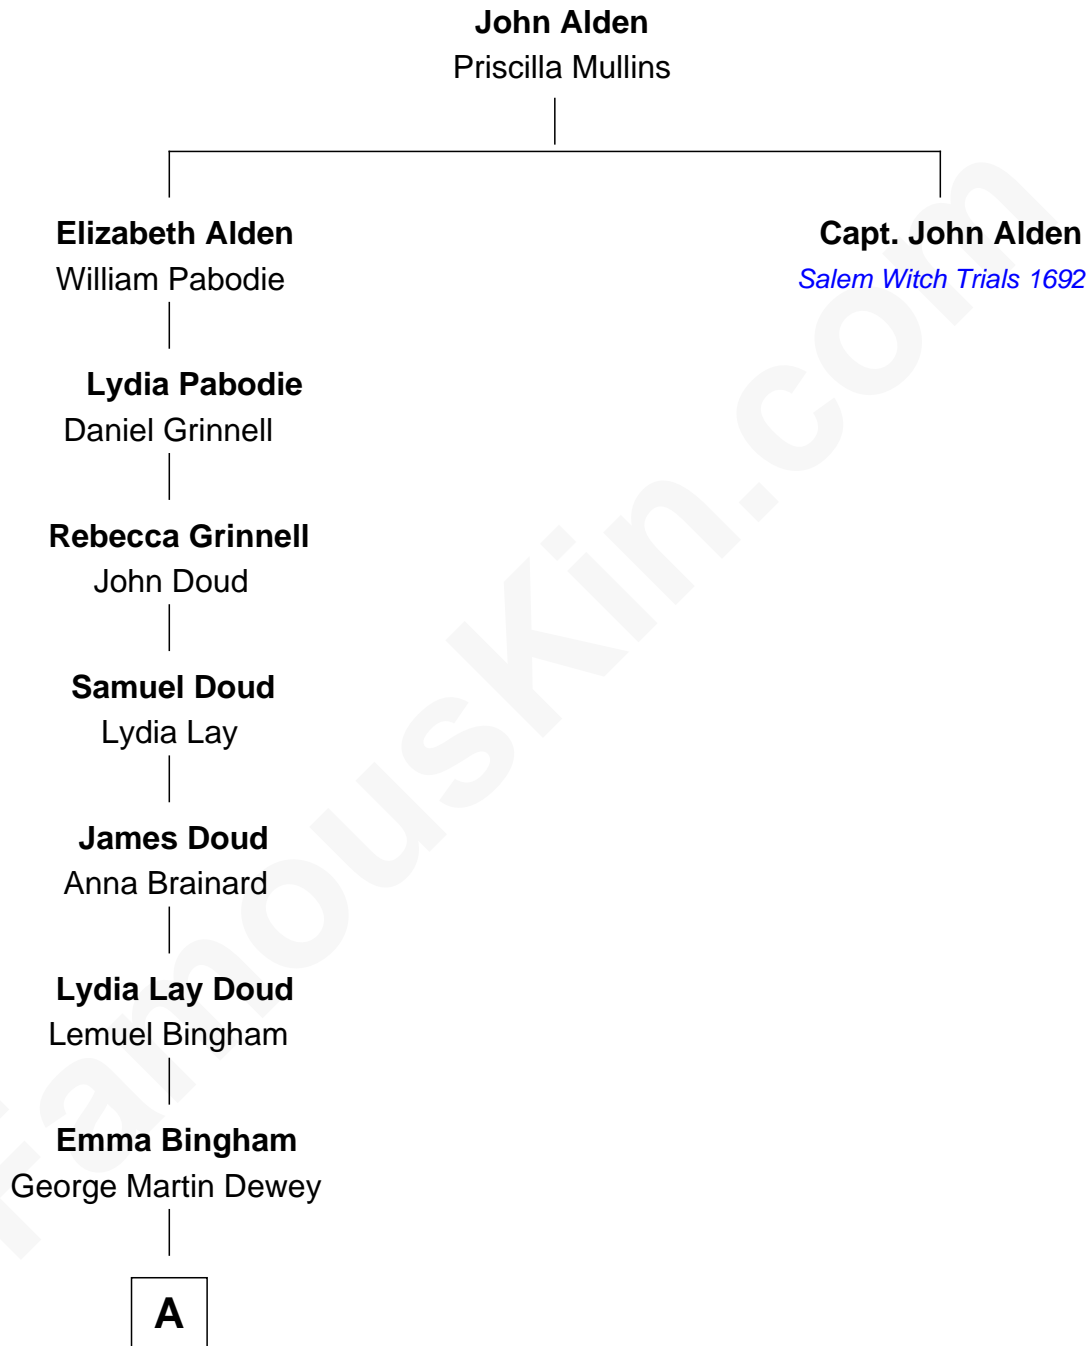 John Alden
Priscilla Mullins
Elizabeth Alden
William Pabodie
Capt. John Alden
Salem Witch Trials 1692
Lydia Pabodie
Daniel Grinnell
Rebecca Grinnell
John Doud
Samuel Doud
Lydia Lay
James Doud
Anna Brainard
Lydia Lay Doud
Lemuel Bingham
Emma Bingham
George Martin Dewey
A
FamousKin.com